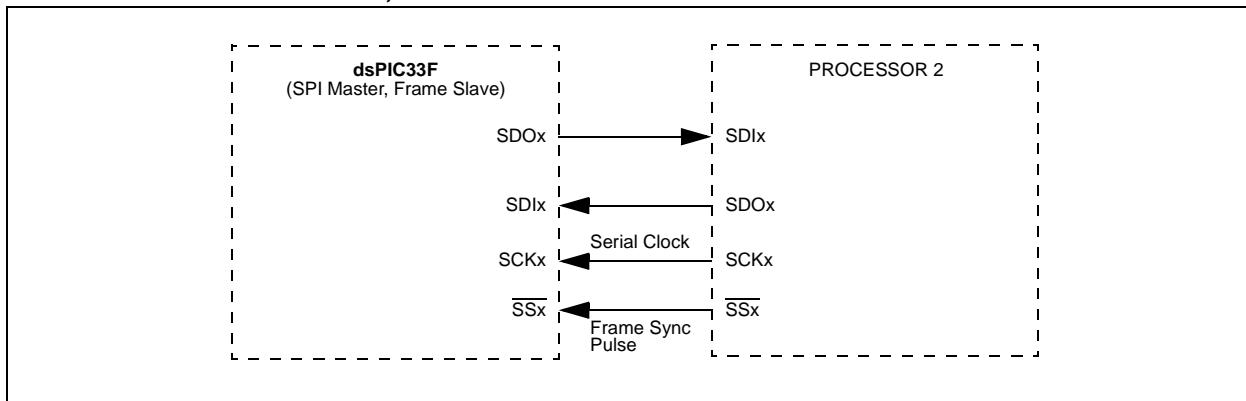 dsPIC33F
(SPI Master, Frame Slave)
PROCESSOR 2
SDOx
SDIx
SDIx
SDOx
Serial Clock
SCKx
SCKx
SSx
SSx
Frame Sync
Pulse